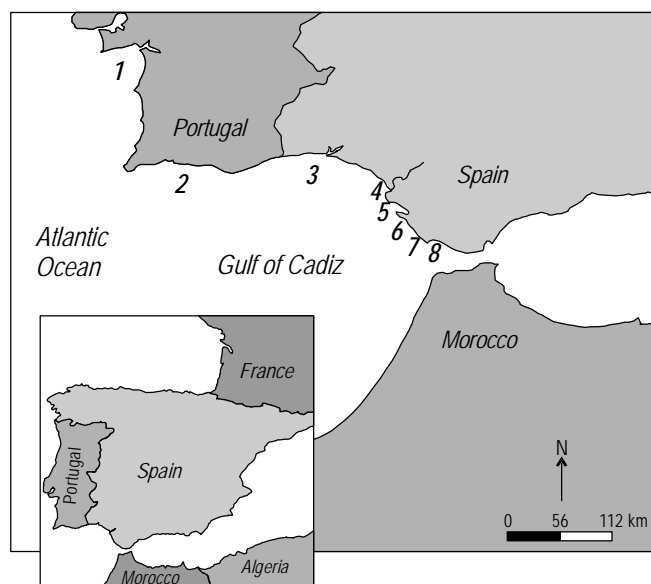 1
Portugal
2
3
Spain
4
5
6
7
8
Atlantic
Ocean
Gulf of Cadiz
Morocco
N
0 56 112 km
France
Portugal
Spain
Morocco
Algeria